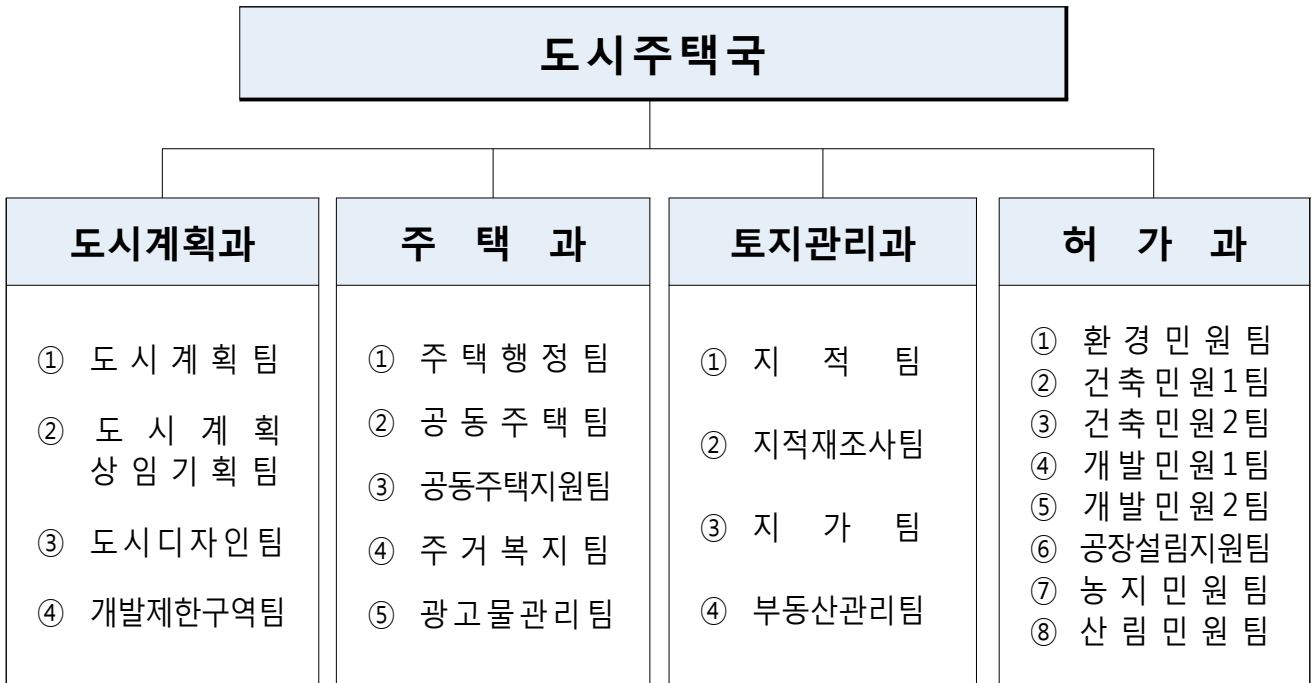 도시주택국
도시계획과
① 도시계획팀
② 도시계획
상임기획팀
③ 도시디자인팀
④ 개발제한구역팀
주택과
① 주택행정팀
② 공동주택팀
③ 공동주택지원팀
④ 주거복지팀
⑤ 광고물관리팀
토지관리과
① 지적팀
② 지적재조사팀
③ 지가팀
④ 부동산관리팀
허가과
① 환경민원팀
② 건축민원1팀
③ 건축민원2팀
④ 개발민원1팀
⑤ 개발민원2팀
⑥ 공장설립지원팀
⑦ 농지민원팀
⑧ 산림민원팀